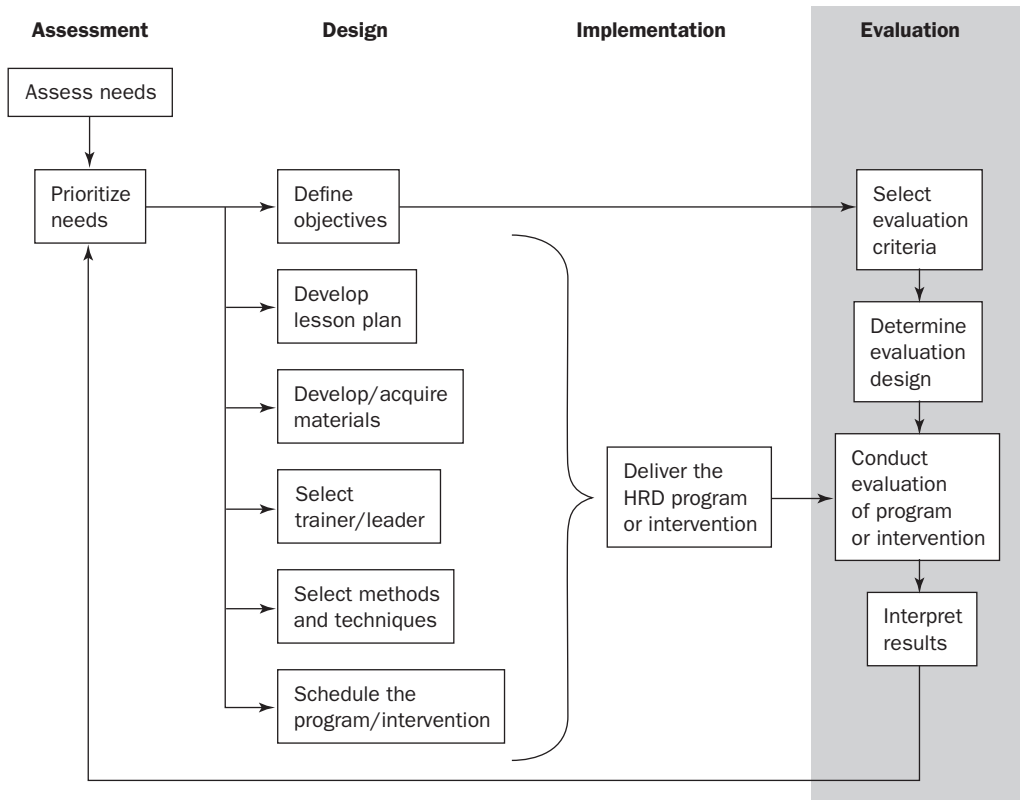 Assessment
Design
Implementation
Evaluation
Assess needs
Prioritize
needs
Define
objectives
Develop
lesson plan
Develop/acquire
materials
Select
trainer/leader
Select methods
and techniques
Schedule the
program/intervention
Deliver the
HRD program
or intervention
Select
evaluation
criteria
Determine
evaluation
design
Conduct
evaluation
of program
or intervention
Interpret
results